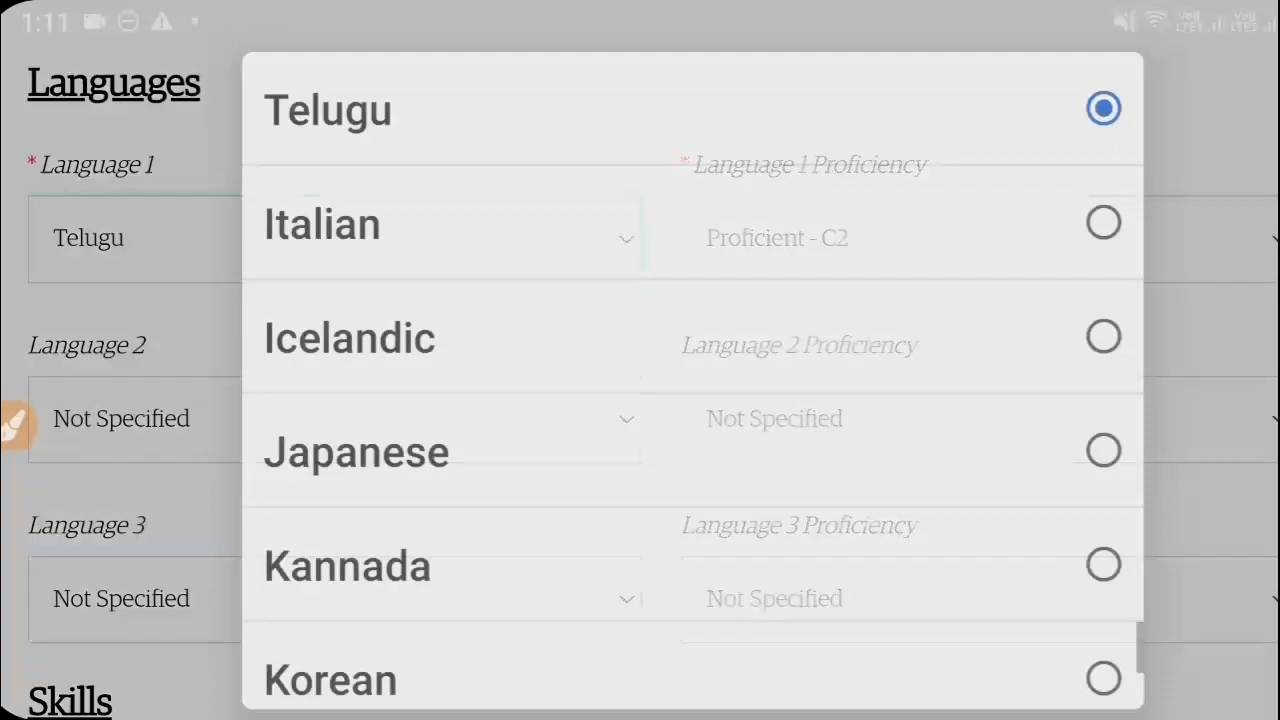 1:11
Languages
* Language 1
* Language 1 Proficiency
Telugu
Proficient - C2
Language 2
Language 2 Proficiency
Not Specified
Not Specified
Language 3
Language 3 Proficiency
Not Specified
Not Specified
Skills
Telugu
Italian
Icelandic
Japanese
Kannada
Korean